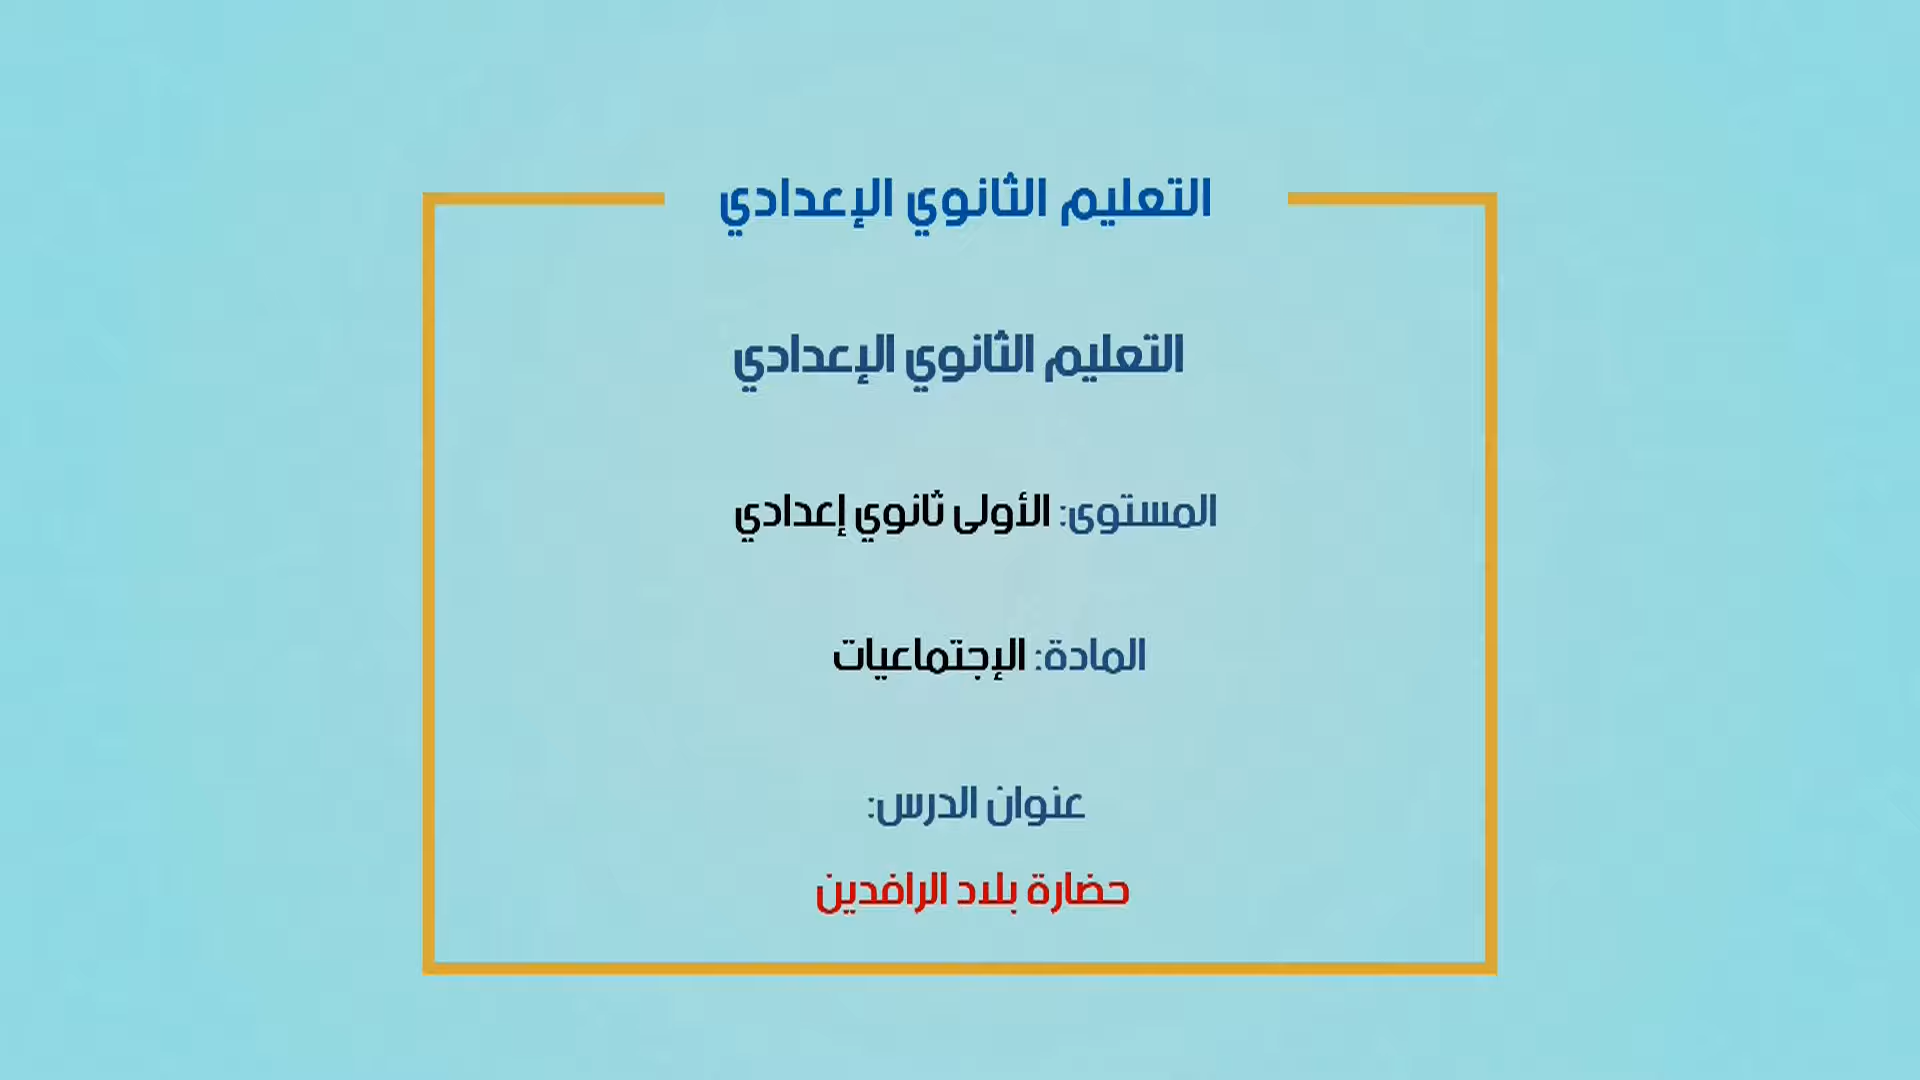 التعليم الثانوي الإعدادي
التعليم الثانوي الإعدادي
المستوى: الأولى ثانوي إعدادي
المادة: الإجتماعيات
عنوان الدرس:
حضارة بلاد الرافدين